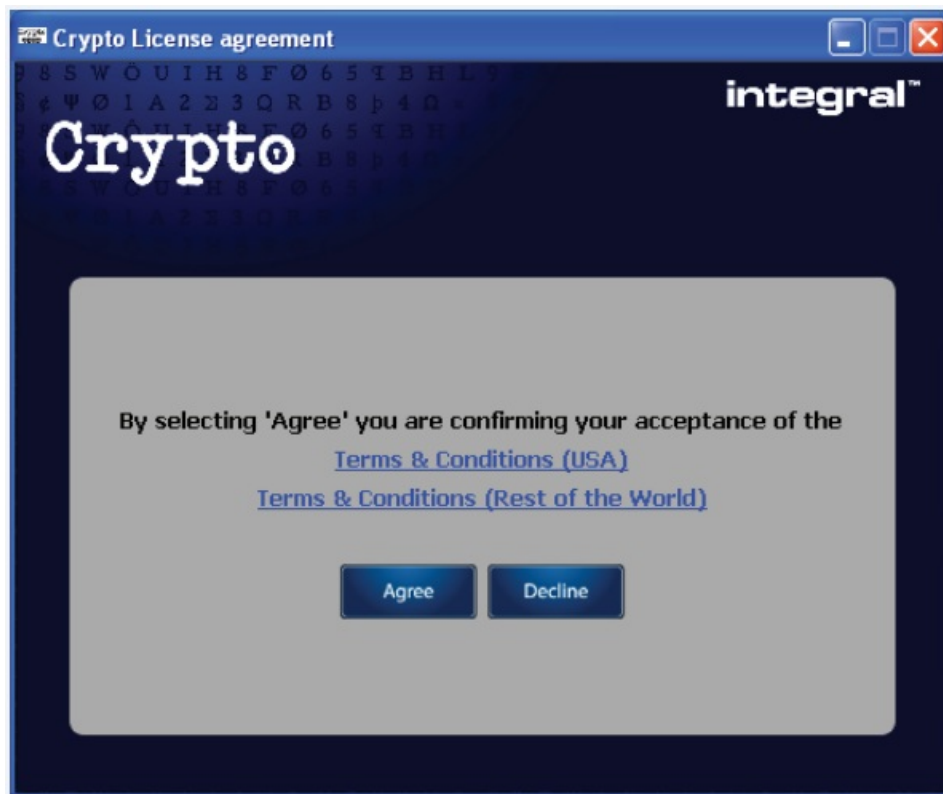 Crypto License agreement
integral™
Crypto
By selecting 'Agree' you are confirming your acceptance of the
Terms & Conditions (USA)
Terms & Conditions (Rest of the World)
Agree
Decline